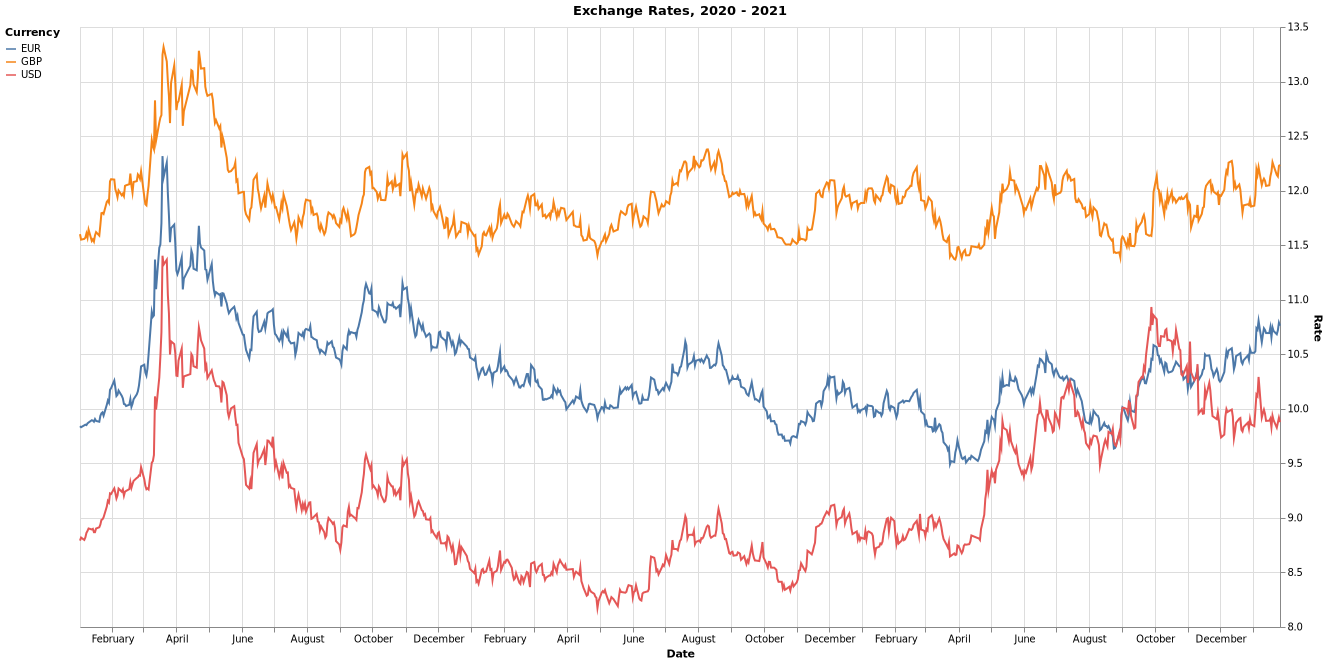 Exchange Rates, 2020 - 2021
Currency
EUR
GBP
USD
13.5
13.0
12.5
12.0
11.5
11.0
10.5
10.0
9.5
9.0
8.5
8.0
Rate
February April June August October December February April June August October December February April June August October December
Date